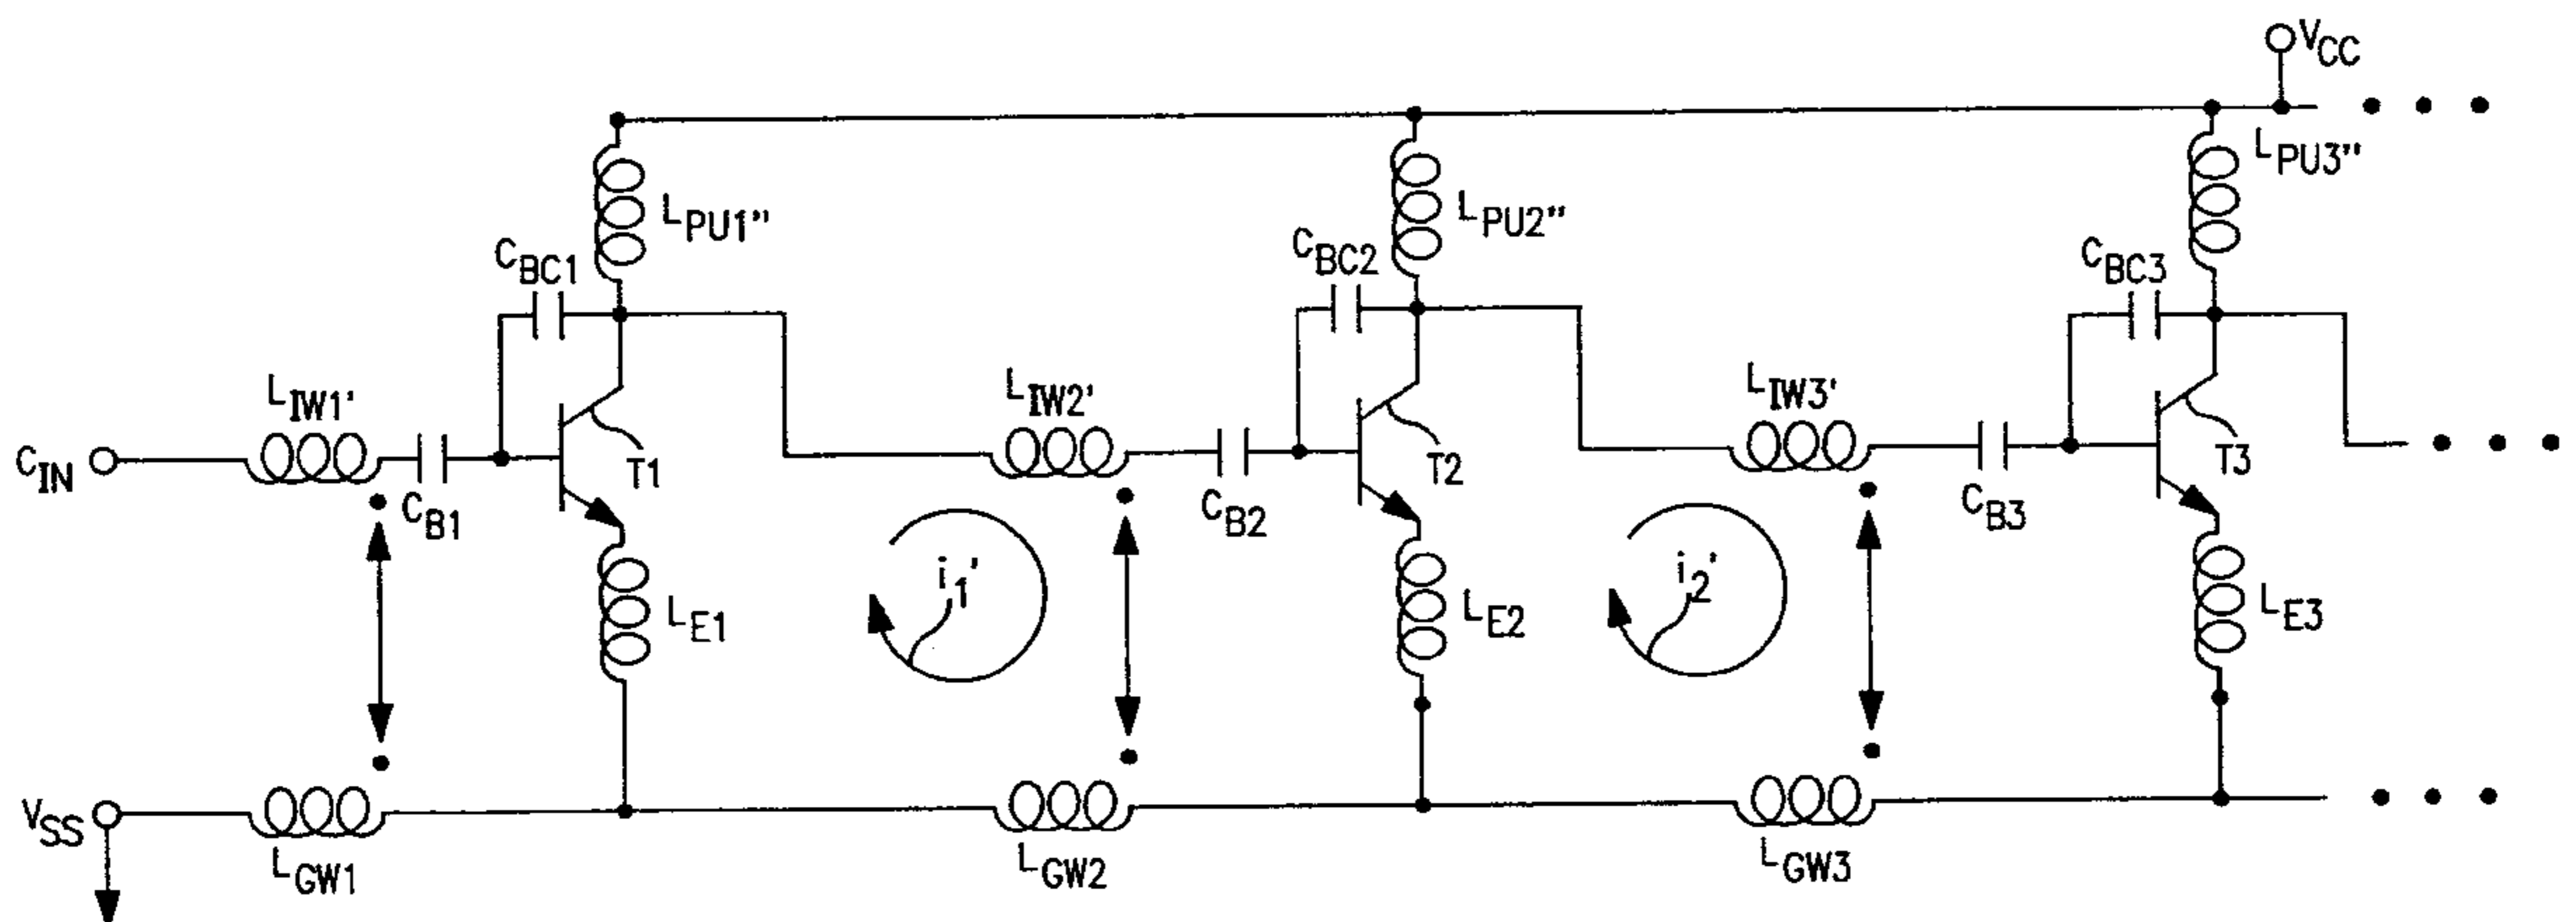 VCC
LPU1"
LPU2"
LPU3"
CBC1
CBC2
CBC3
LIW1'
LIW2'
LIW3'
CIN
CB1
T1
CB2
T2
CB3
T3
i1'
i2'
LE1
LE2
LE3
VSS
LGW1
LGW2
LGW3